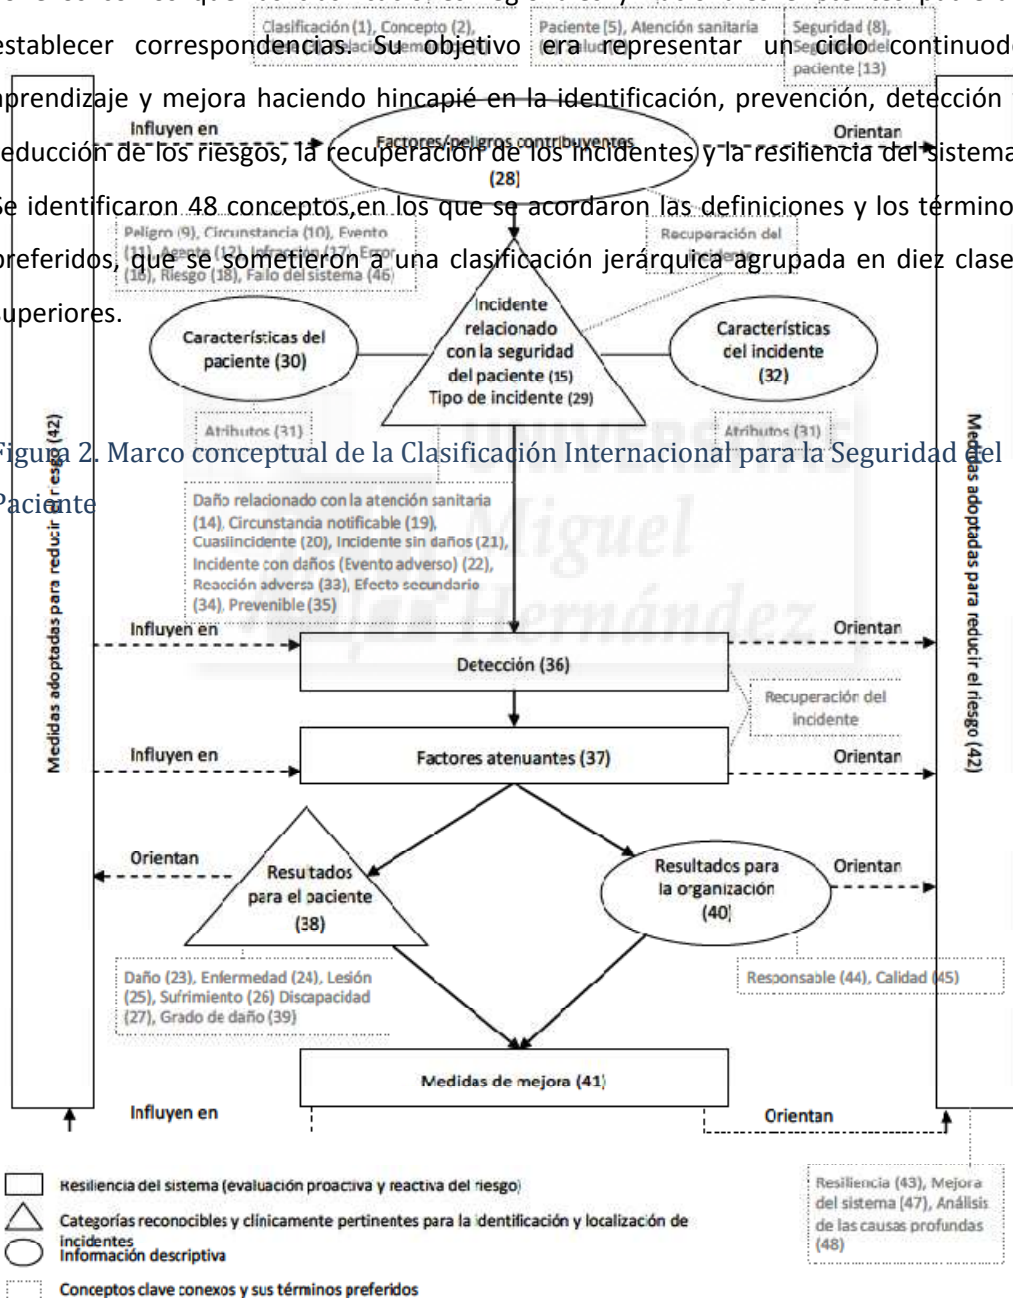 Clasificación (1), Concepto (2),
Paciente [5), Atención sanitaria
Seguridad (8),
Seguridad del
paciente [13)
establecer correspondencias. Su objetivo era representar un ciclo continuode
aprendizaje y mejora haciendo hincapié en la identificación, prevención, detección y
reducción de los riesgos, la recuperación de los incidentes y la resiliencia del sistema.
Se identificaron 48 conceptos,en los que se acordaron las definiciones y los términos
preferidos, que se sometieron a una clasificación jerárquica agrupada en diez clases
superiores.
Influyen en
Factores/peligros contribuyentes
(28)
Orientan
Peligro (9), Circunstancia (10), Evento
(11), Agente (12), Infracción (17), Error
(16), Riesgo (18), Fallo del sistema (46)
Recuperación del
incidente
Características del
paciente (30)
Incidente
relacionado
con la seguridad
del paciente (15)
Tipo de incidente (29)
Características
del incidente
(32)
Atributos (31)
Atributos (31)
UNIVERSITAS
Miguel
Hernández
Figura 2. Marco conceptual de la Clasificación Internacional para la Seguridad del
Paciente
Medidas adoptadas para reducir el riesgo (42)
Medidas adoptadas para reducir el riesgo (42)
Daño relacionado con la atención sanitaria
(14), Circunstancia notificable (19),
Cuasiincidente (20), Incidente sin daños (21),
Incidente con daños (Evento adverso) (22),
Reacción adversa (33), Efecto secundario
(34), Prevenible (35)
Influyen en
Detección (36)
Orientan
Recuperación del
incidente
Influyen en
Factores atenuantes (37)
Orientan
Orientan
Resultados
para el paciente
(38)
Resultados para
la organización
(40)
Orientan
Daño (23), Enfermedad (24), Lesión
(25), Sufrimiento (26) Discapacidad
(27), Grado de daño (39)
Responsable (44), Calidad (45)
Medidas de mejora (41)
Influyen en
Orientan
Resiliencia del sistema (evaluación proactiva y reactiva del riesgo)
Categorías reconocibles y clínicamente pertinentes para la identificación y localización de
incidentes
Información descriptiva
Conceptos clave conexos y sus términos preferidos
Resiliencia (43), Mejora
del sistema (47), Análisis
de las causas profundas
(48)